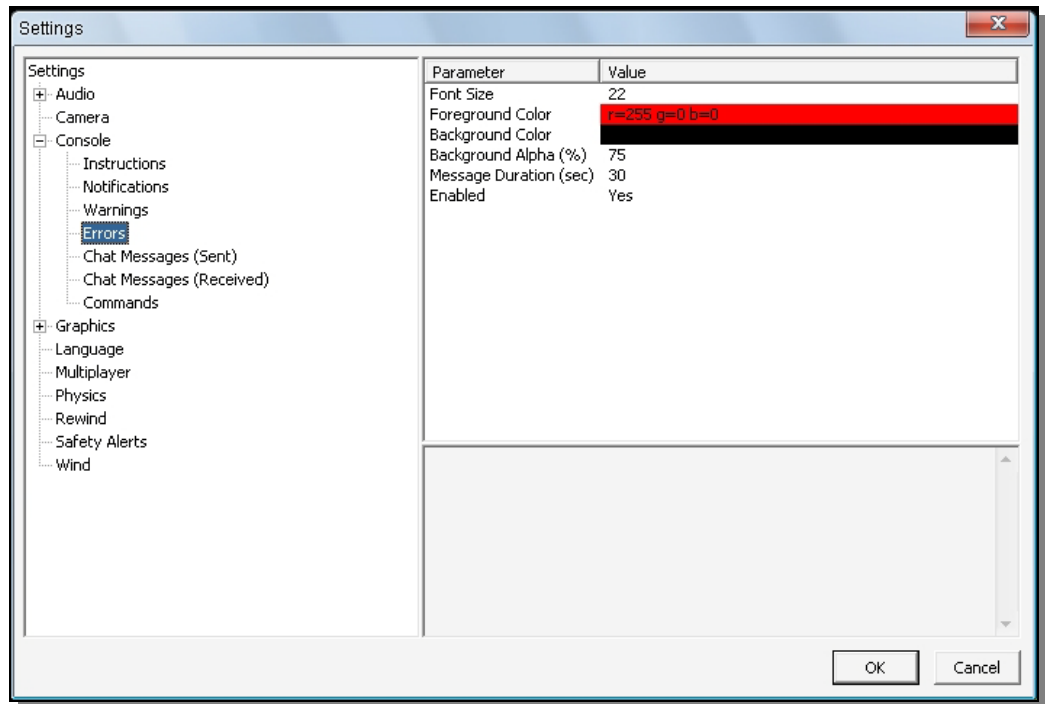 Settings
Settings
Audio
Camera
Console
Instructions
Notifications
Warnings
Errors
Chat Messages (Sent)
Chat Messages (Received)
Commands
Graphics
Language
Multiplayer
Physics
Rewind
Safety Alerts
Wind
Parameter Value
Font Size 22
Foreground Color r=255 g=0 b=0
Background Color
Background Alpha (%) 75
Message Duration (sec) 30
Enabled Yes
OK Cancel